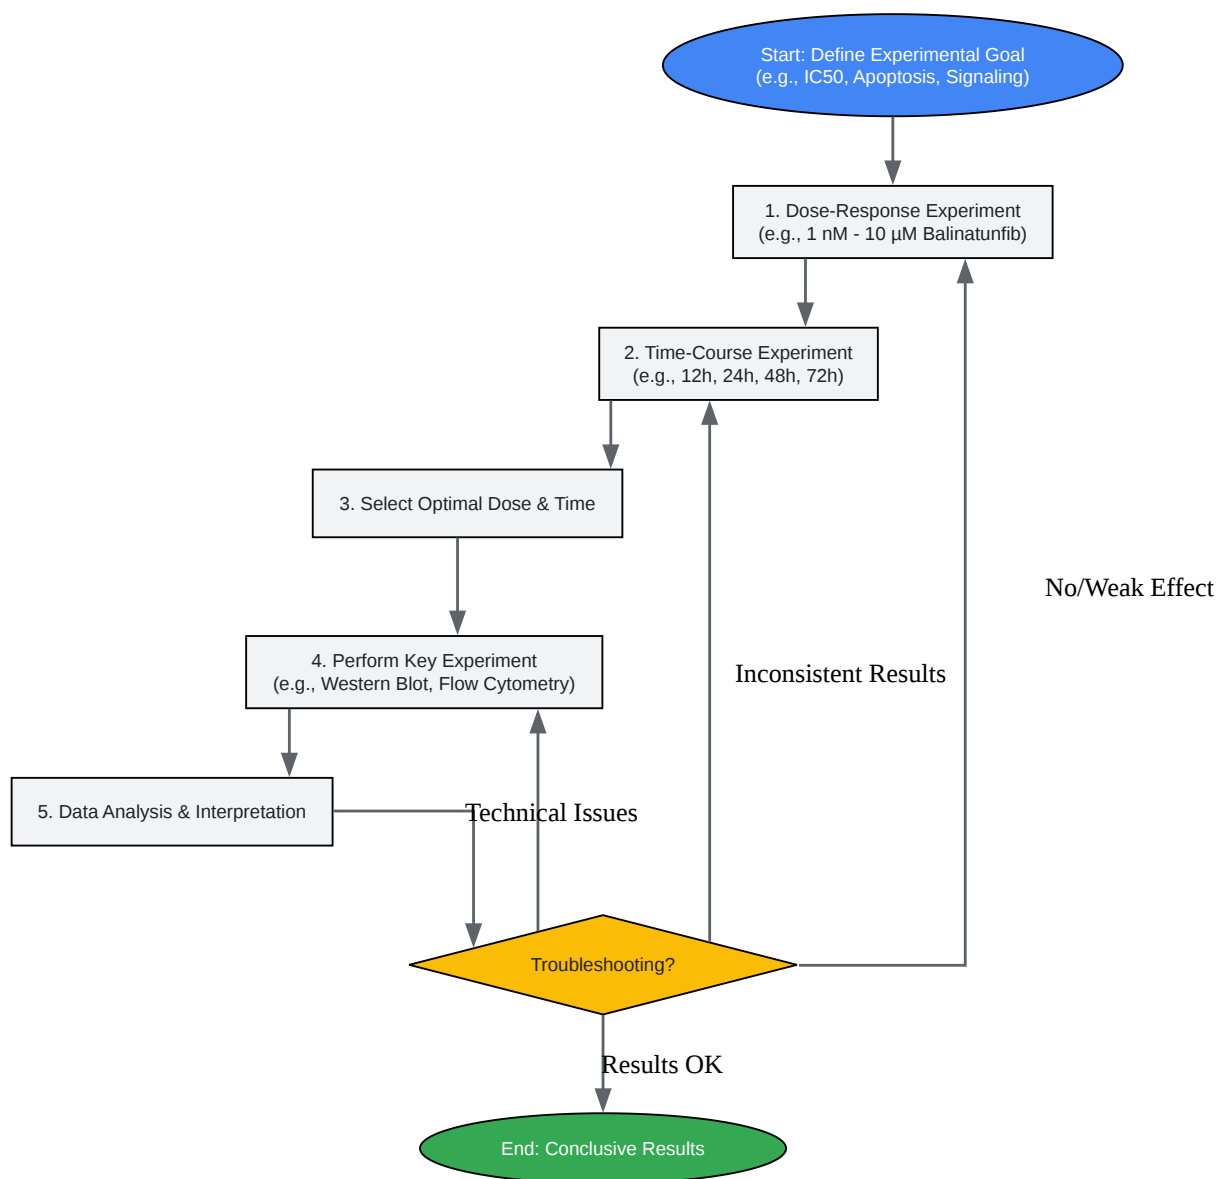 Start: Define Experimental Goal
(e.g., IC50, Apoptosis, Signaling)
1. Dose-Response Experiment
(e.g., 1 nM - 10 µM Balinatunfib)
2. Time-Course Experiment
(e.g., 12h, 24h, 48h, 72h)
3. Select Optimal Dose & Time
No/Weak Effect
4. Perform Key Experiment
(e.g., Western Blot, Flow Cytometry)
Inconsistent Results
5. Data Analysis & Interpretation
Technical Issues
Troubleshooting?
Results OK
End: Conclusive Results